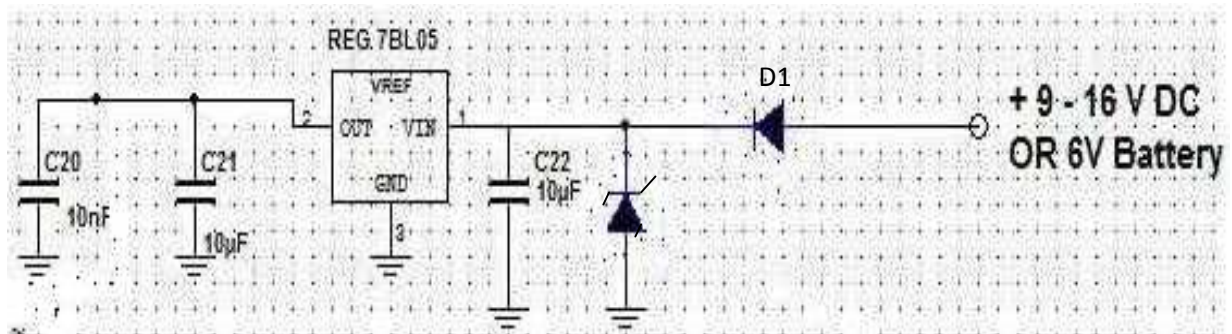 REG.7BL05
D1
VREF
+ 9 - 16 V DC
2
OUT
VIN
1
OR 6V Battery
C20
C21
C22
10µF
GND
10nF
3
10µF